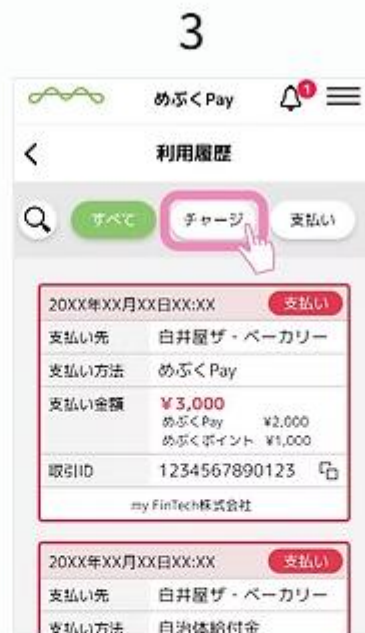 3
めぶくPay 1
利用履歴
すべて チャージ 支払い
20XX年XX月XX日XX:XX 支払い
支払い先 白井屋ザ・ベーカリー
支払い方法 めぶくPay
支払い金額 ¥3,000
めぶくPay ¥2,000
めぶくポイント ¥1,000
取引ID 1234567890123
my FinTech株式会社
20XX年XX月XX日XX:XX 支払い
支払い先 白井屋ザ・ベーカリー
支払い方法 自治体給付金